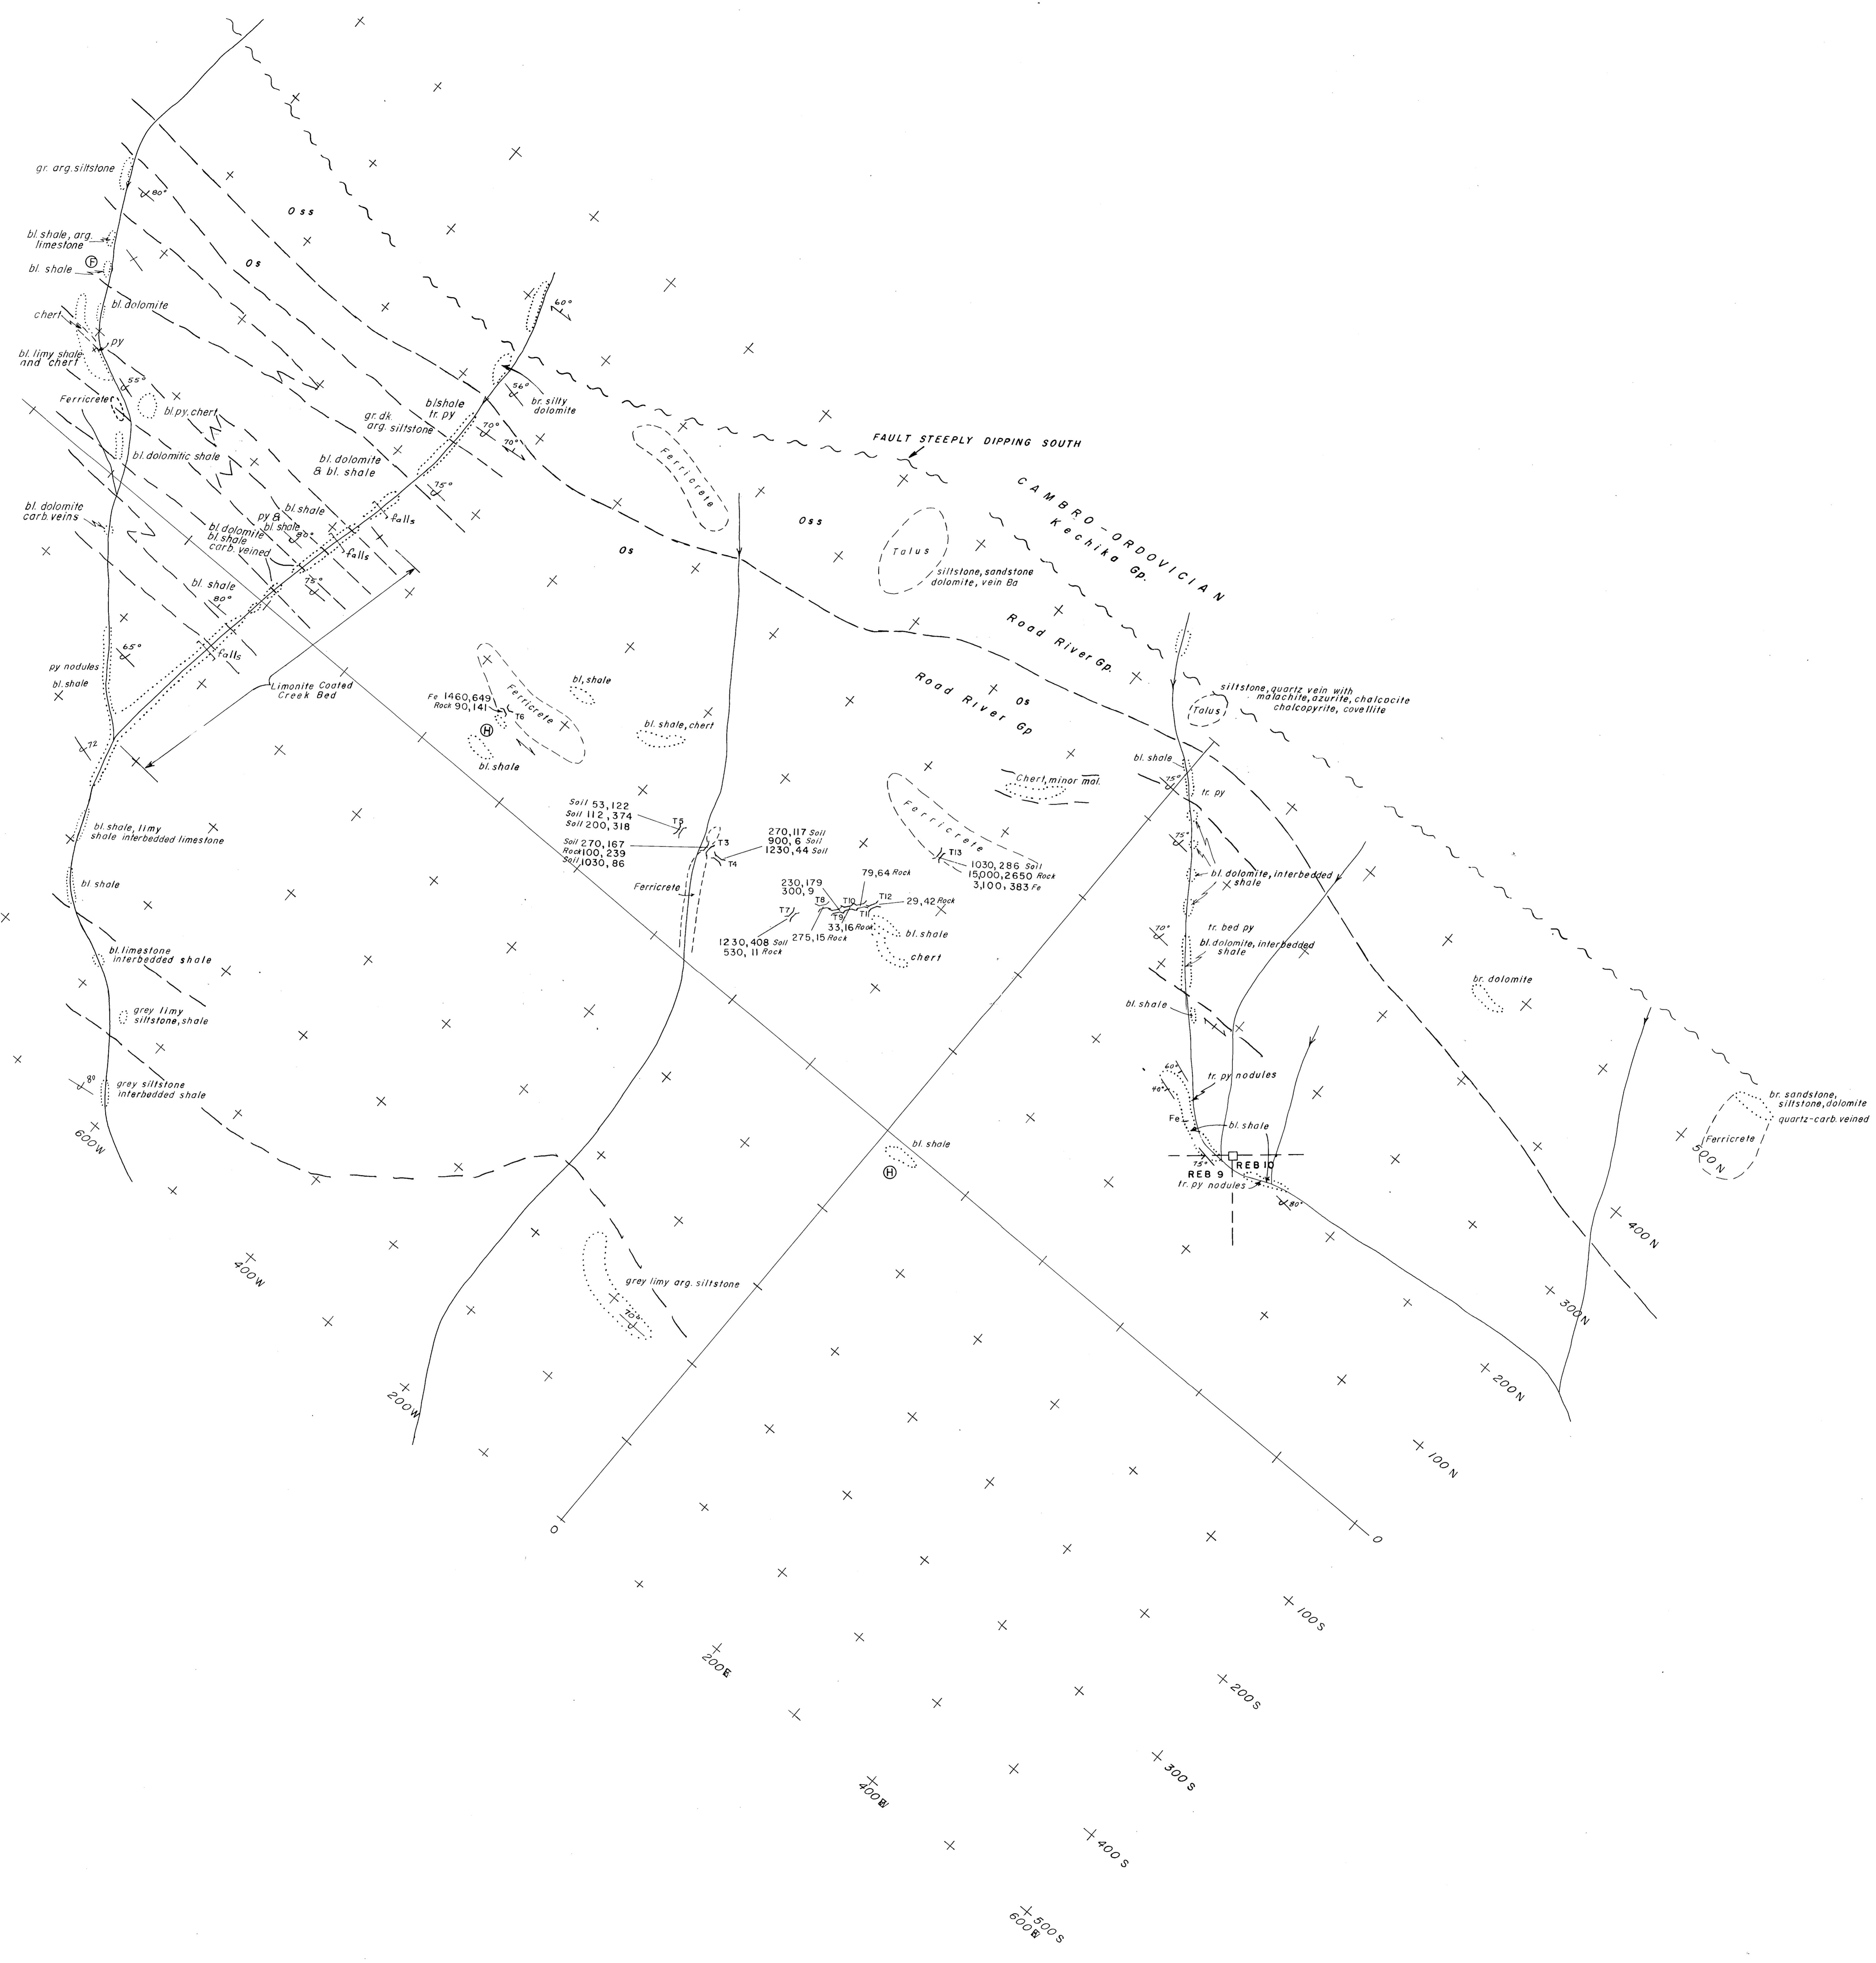 gr. arg. siltstone
80°
Oss
bl. shale, arg.
limestone
F
bl. shale
Os
bl. dolomite
chert
py
bl. limy shale
and chert
55°
Ferricrete
bl. py. chert
bl. dolomitic shale
60°
56°
br. silty
dolomite
bl shale
tr. py
gr. dk.
arg. siltstone
70°
70°
bl. dolomite
& bl. shale
75°
falls
bl. dolomite
carb. veins
bl. shale
py &
bl. shale
bl. dolomite
bl. shale
carb. veined
80°
falls
75°
bl. shale
80°
falls
65°
py nodules
bl. shale
Limonite Coated
Creek Bed
72
bl. shale, limy
shale interbedded limestone
bl. shale
bl. limestone
interbedded shale
grey limy
siltstone, shale
80
grey siltstone
interbedded shale
600W
400W
200W
Ferricrete
FAULT STEEPLY DIPPING SOUTH
CAMBRO-ORDOVICIAN
Kechika Gp.
Oss
Os
Talus
siltstone, sandstone
dolomite, vein Ba
Road River Gp.
Road River Gp
Os
Ferricrete
Fe 1460,649
Rock 90,141
T6
H
bl. shale
bl, shale
bl. shale, chert
Soil 53,122
Soil 112,374
Soil 200,318
T5
Soil 270,167
Rock 100,239
Soil 1030,86
T3
T4
270,117 Soil
900,6 Soil
1230,44 Soil
Ferricrete
79,64 Rock
230,179
300,9
T7
T8
T10
T12
T9
T11
29,42 Rock
33,16 Rock
275,15 Rock
1230,408 Soil
530,11 Rock
bl. shale
chert
Ferricrete
T13
1030,286 Soil
15,000,2650 Rock
3,100,383 Fe
Chert, minor mal.
siltstone, quartz vein with
malachite, azurite, chalcocite
chalcopyrite, covellite
Talus
bl. shale
75°
tr. py
75°
bl. dolomite, interbedded
shale
70°
tr. bed py
bl. dolomite, interbedded
shale
bl. shale
60°
40°
tr. py nodules
Fe
bl. shale
75°
REB 9
REB 10
tr. py nodules
80°
br. dolomite
br. sandstone,
siltstone, dolomite
quartz-carb. veined
Ferricrete
500N
400N
300N
200N
100N
bl. shale
H
grey limy arg. siltstone
70°
0
0
100S
200E
200S
300S
400S
500S